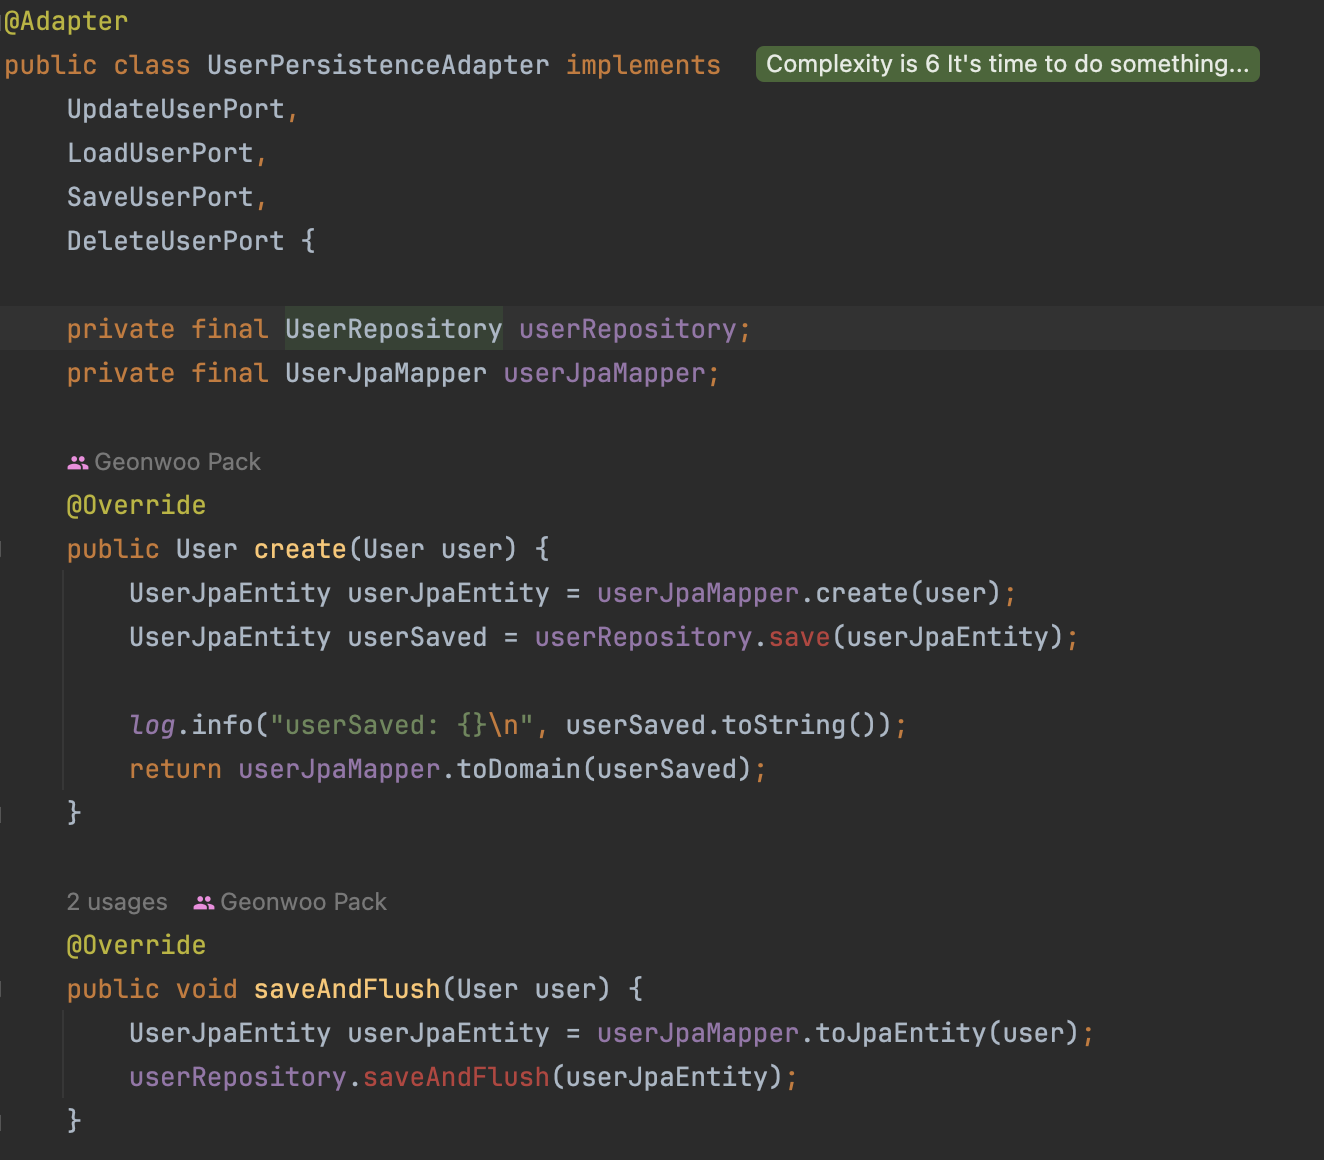 @Adapter
public class UserPersistenceAdapter implements Complexity is 6 It's time to do something...
UpdateUserPort,
LoadUserPort,
SaveUserPort,
DeleteUserPort {
private final UserRepository userRepository;
private final UserJpaMapper userJpaMapper;
Geonwoo Pack
@Override
public User create(User user) {
UserJpaEntity userJpaEntity = userJpaMapper.create(user);
UserJpaEntity userSaved = userRepository.save(userJpaEntity);
log.info("userSaved: {}\n", userSaved.toString());
return userJpaMapper.toDomain(userSaved);
}
2 usages Geonwoo Pack
@Override
public void saveAndFlush(User user) {
UserJpaEntity userJpaEntity = userJpaMapper.toJpaEntity(user);
userRepository.saveAndFlush(userJpaEntity);
}